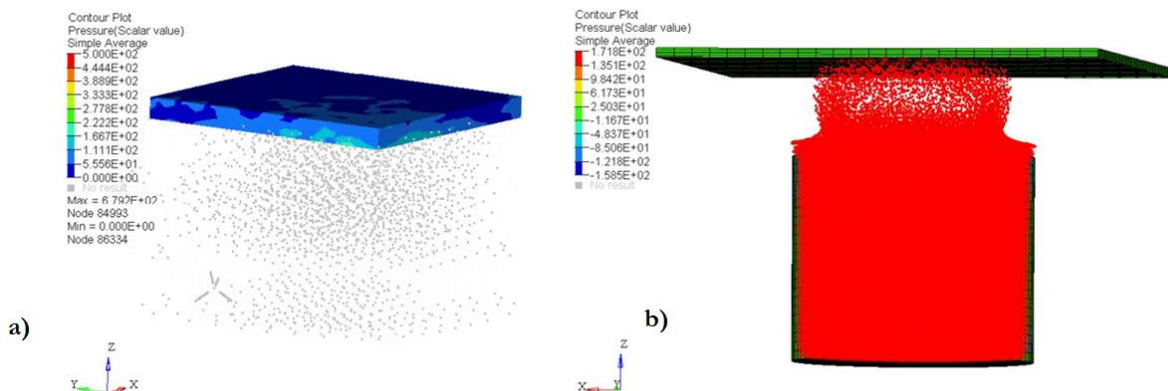 Contour Plot
Pressure(Scalar value)
Simple Average
5.000E+02
4.444E+02
3.889E+02
3.333E+02
2.778E+02
2.222E+02
1.667E+02
1.111E+02
5.556E+01
0.000E+00
No result
Max = 6.792E+02
Node 84993
Min = 0.000E+00
Node 86334
a)
Z
Y
X
Contour Plot
Pressure(Scalar value)
Simple Average
1.718E+02
1.351E+02
9.842E+01
6.173E+01
2.503E+01
-1.167E+01
-4.837E+01
-8.506E+01
-1.218E+02
-1.585E+02
No result
b)
Z
X
Y